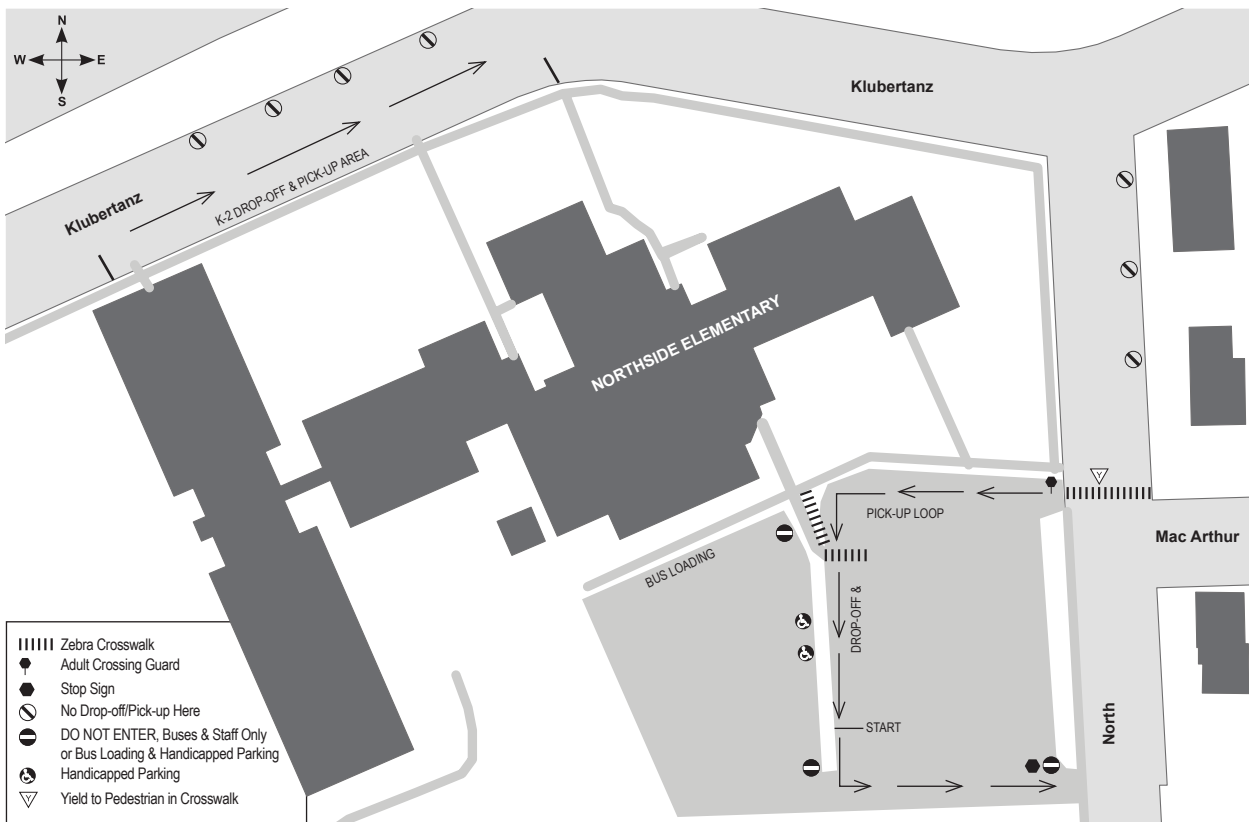 N
W E
S
Klubertanz
Klubertanz
K-2 DROP-OFF & PICK-UP AREA
NORTHSIDE ELEMENTARY
Y
PICK-UP LOOP
Mac Arthur
BUS LOADING
DROP-OFF &
START
North
Zebra Crosswalk
Adult Crossing Guard
Stop Sign
No Drop-off/Pick-up Here
DO NOT ENTER, Buses & Staff Only
or Bus Loading & Handicapped Parking
Handicapped Parking
Y Yield to Pedestrian in Crosswalk